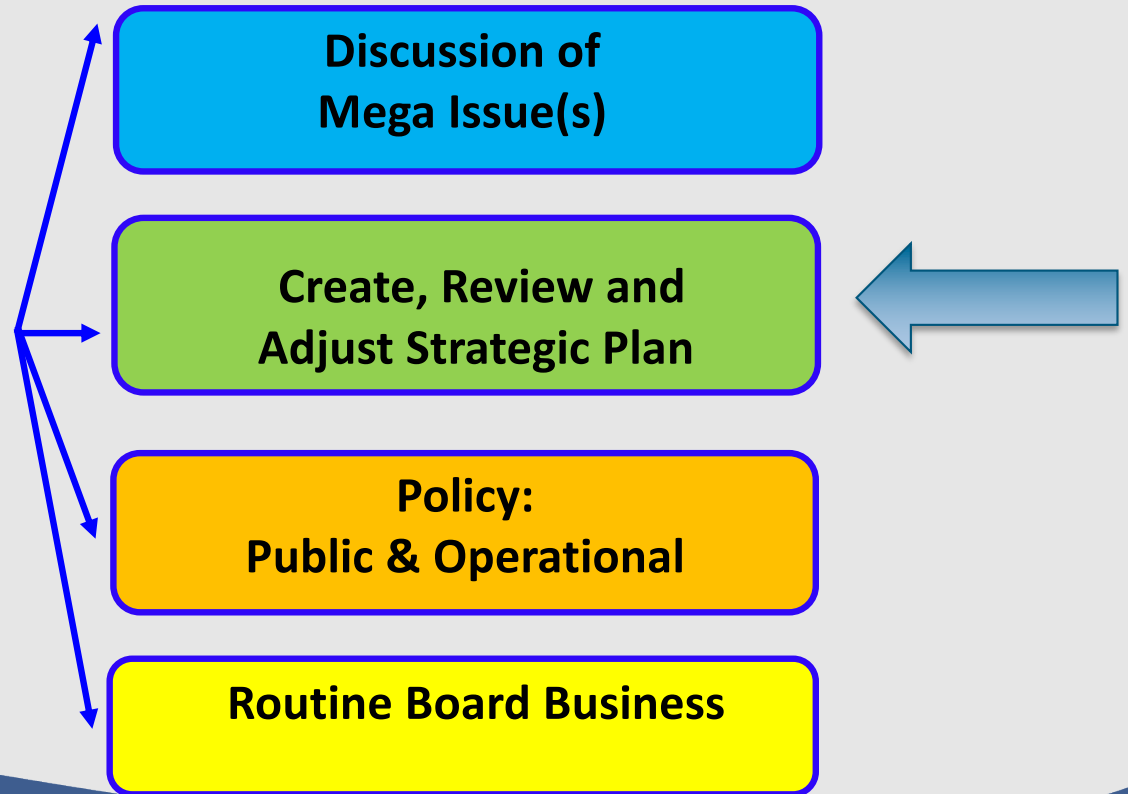 Discussion of
Mega Issue(s)
Create, Review and
Adjust Strategic Plan
Policy:
Public & Operational
Routine Board Business